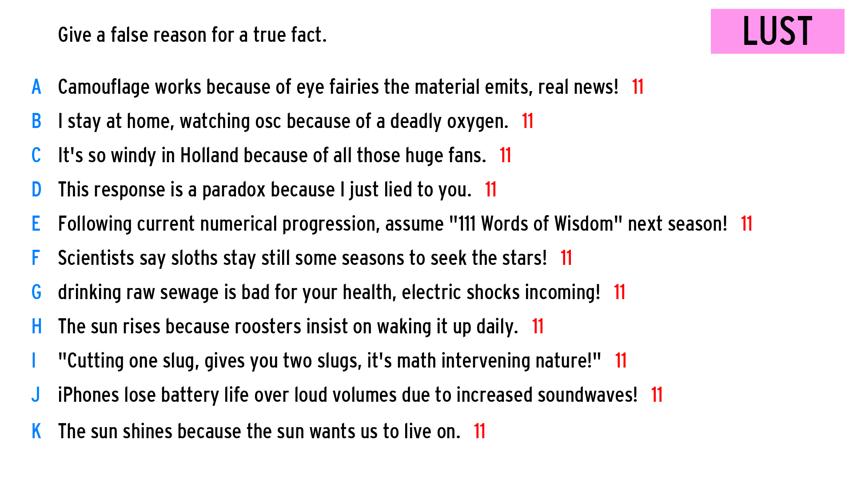 Give a false reason for a true fact.
LUST
A Camouflage works because of eye fairies the material emits, real news! 11
B I stay at home, watching osc because of a deadly oxygen. 11
C It's so windy in Holland because of all those huge fans. 11
D This response is a paradox because I just lied to you. 11
E Following current numerical progression, assume "111 Words of Wisdom" next season! 11
F Scientists say sloths stay still some seasons to seek the stars! 11
G drinking raw sewage is bad for your health, electric shocks incoming! 11
H The sun rises because roosters insist on waking it up daily. 11
I "Cutting one slug, gives you two slugs, it's math intervening nature!" 11
J iPhones lose battery life over loud volumes due to increased soundwaves! 11
K The sun shines because the sun wants us to live on. 11